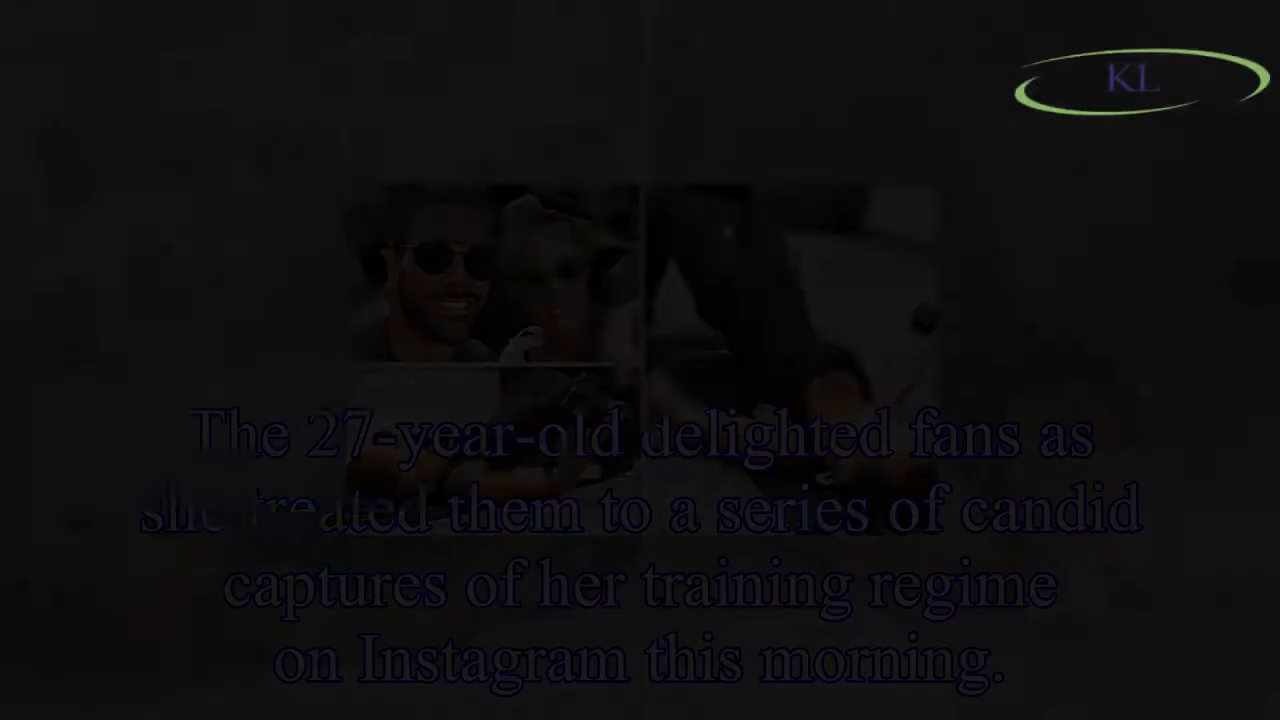 KL
The 27-year-old delighted fans as
she treated them to a series of candid
captures of her training regime
on Instagram this morning.